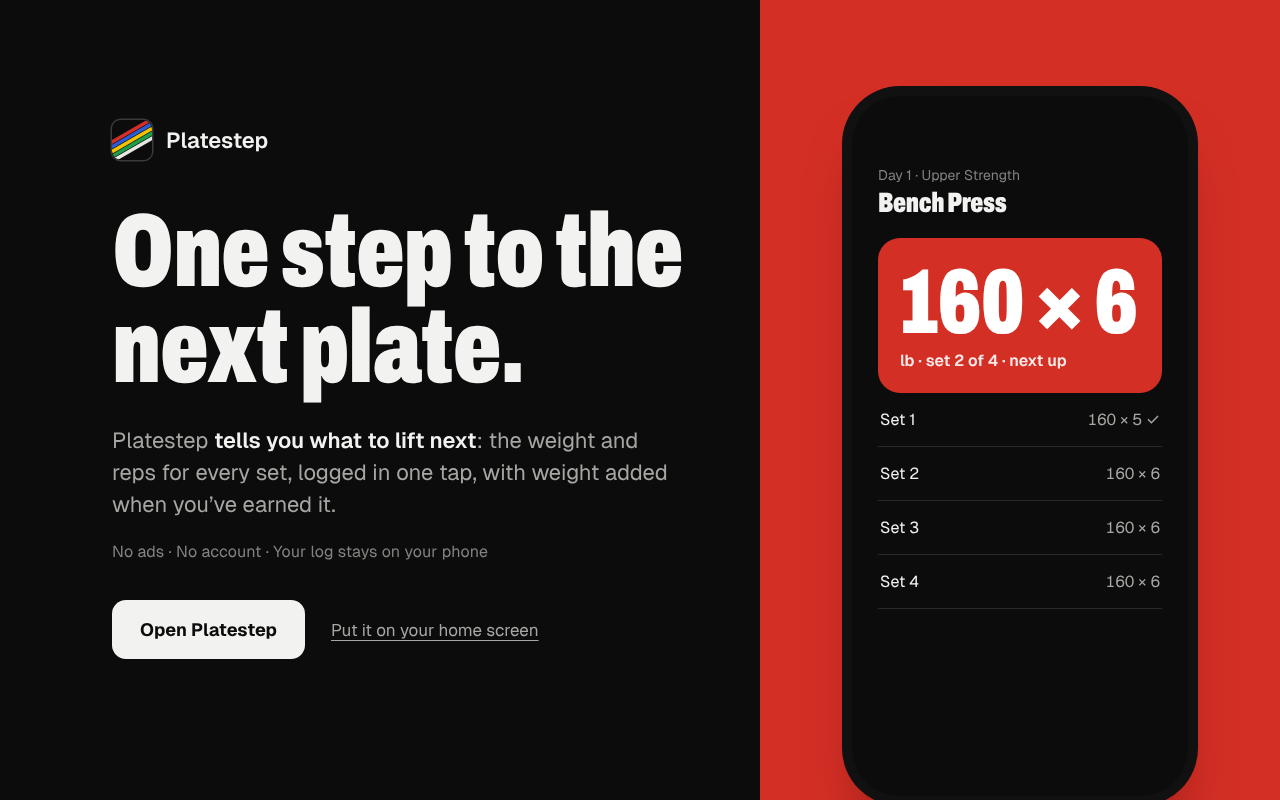 Platestep
One step to the
next plate.
Platestep tells you what to lift next: the weight and
reps for every set, logged in one tap, with weight added
when you’ve earned it.
No ads · No account · Your log stays on your phone
Open Platestep
Put it on your home screen
Day 1 · Upper Strength
Bench Press
160 × 6
lb · set 2 of 4 · next up
Set 1 160 × 5 ✓
Set 2 160 × 6
Set 3 160 × 6
Set 4 160 × 6